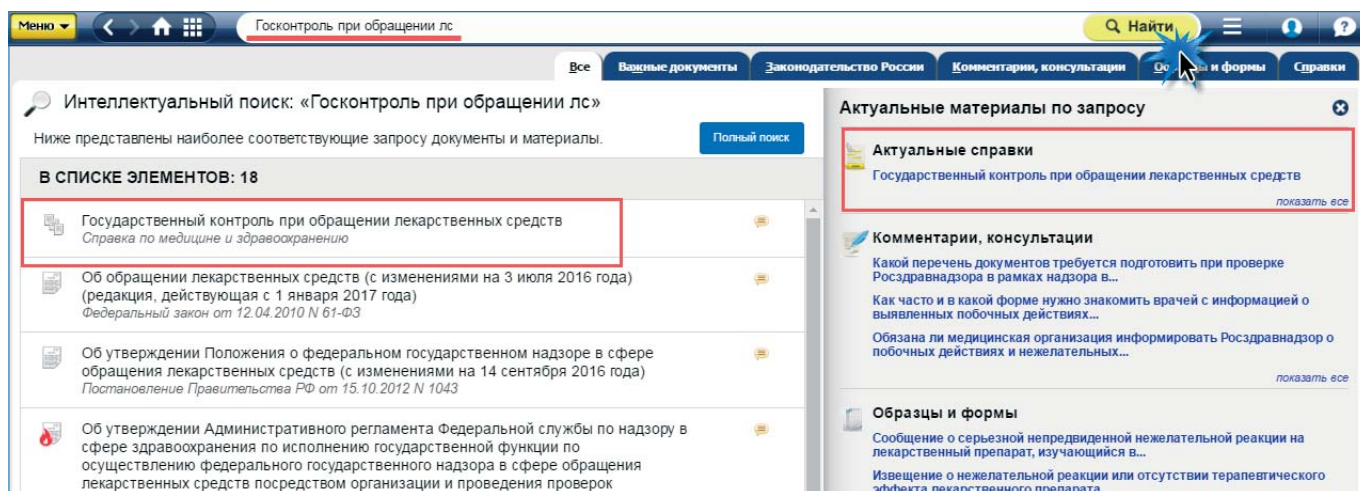 Меню
Госконтроль при обращении лс
Найти
Все
Важные документы
Законодательство России
Комментарии, консультации
и формы
Справки
Интеллектуальный поиск: «Госконтроль при обращении лс»
Ниже представлены наиболее соответствующие запросу документы и материалы.
Полный поиск
В СПИСКЕ ЭЛЕМЕНТОВ: 18
Государственный контроль при обращении лекарственных средств
Справка по медицине и здравоохранению
Об обращении лекарственных средств (с изменениями на 3 июля 2016 года)
(редакция, действующая с 1 января 2017 года)
Федеральный закон от 12.04.2010 N 61-ФЗ
Об утверждении Положения о федеральном государственном надзоре в сфере
обращения лекарственных средств (с изменениями на 14 сентября 2016 года)
Постановление Правительства РФ от 15.10.2012 N 1043
Об утверждении Административного регламента Федеральной службы по надзору в
сфере здравоохранения по исполнению государственной функции по
осуществлению федерального государственного надзора в сфере обращения
лекарственных средств посредством организации и проведения проверок
Актуальные материалы по запросу
Актуальные справки
Государственный контроль при обращении лекарственных средств
показать все
Комментарии, консультации
Какой перечень документов требуется подготовить при проверке
Росздравнадзора в рамках надзора в...
Как часто и в какой форме нужно знакомить врачей с информацией о
выявленных побочных действиях...
Обязана ли медицинская организация информировать Росздравнадзор о
побочных действиях и нежелательных...
показать все
Образцы и формы
Сообщение о серьезной непредвиденной нежелательной реакции на
лекарственный препарат, изучающийся в...
Извещение о нежелательной реакции или отсутствии терапевтического
эффекта лекарственного препарата